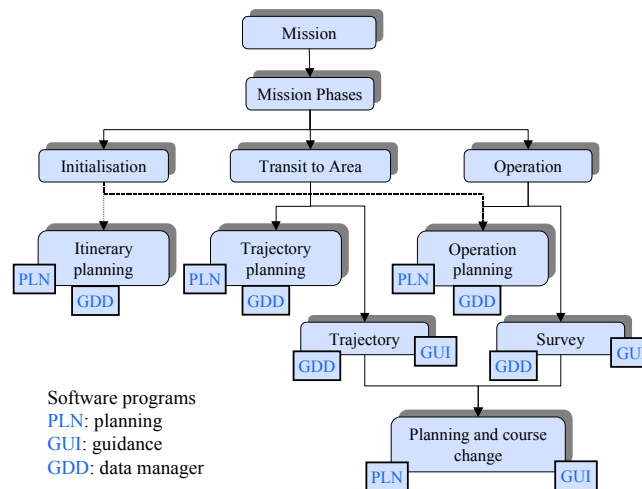 Mission
Mission Phases
Initialisation
Transit to Area
Operation
Itinerary
planning
PLN
GDD
Trajectory
planning
PLN
GDD
Operation
planning
PLN
GDD
Trajectory
GDD
GUI
Survey
GDD
GUI
Planning and course
change
PLN
GUI
Software programs
PLN: planning
GUI: guidance
GDD: data manager